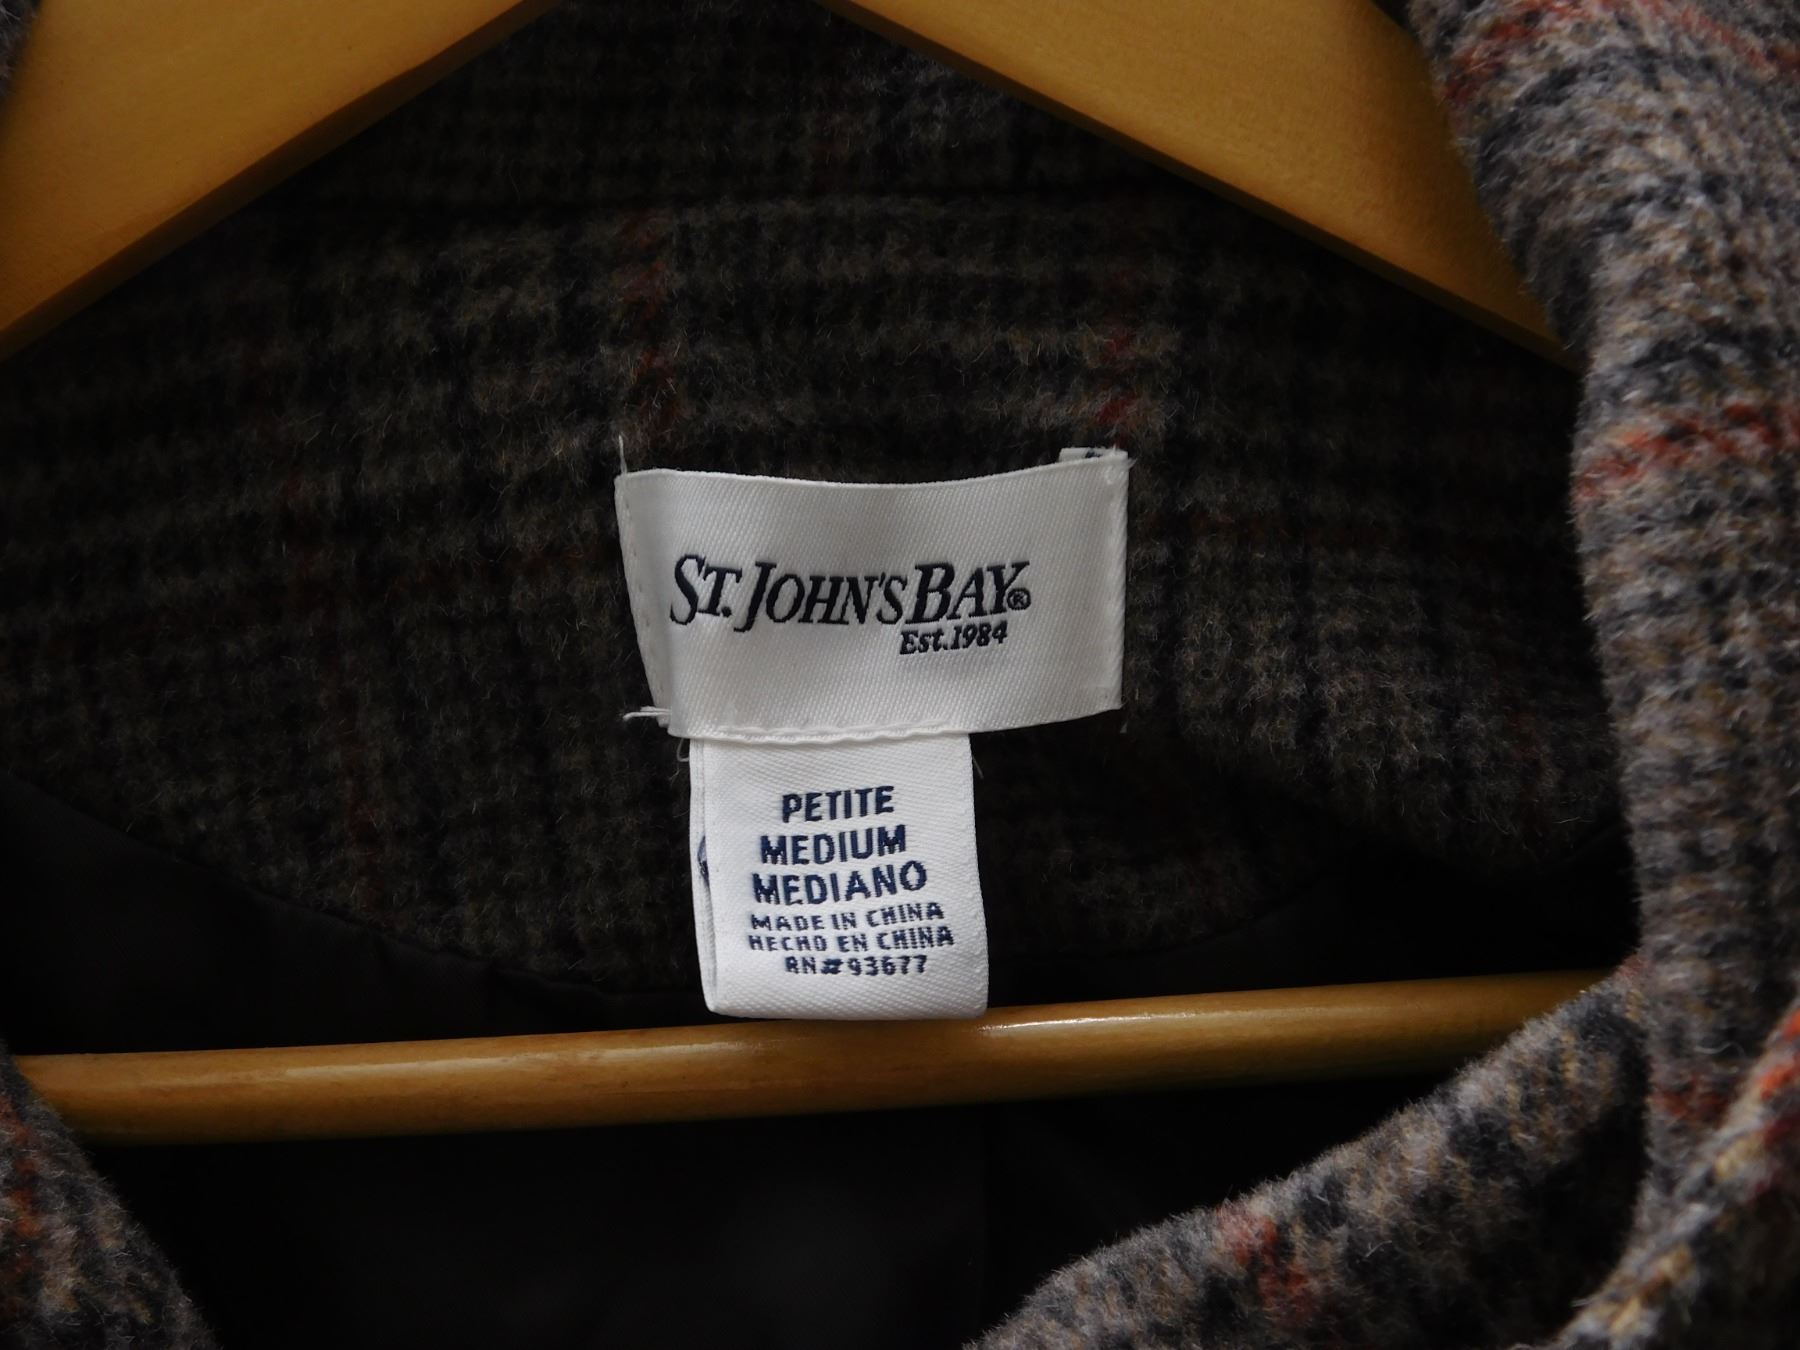 ST. JOHN'S BAY®
Est.1984
PETITE
MEDIUM
MEDIANO
MADE IN CHINA
HECHO EN CHINA
RN#93677